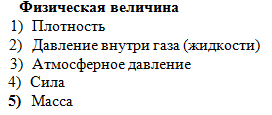 Физическая величина
1) Плотность
2) Давление внутри газа (жидкости)
3) Атмосферное давление
4) Сила
5) Масса